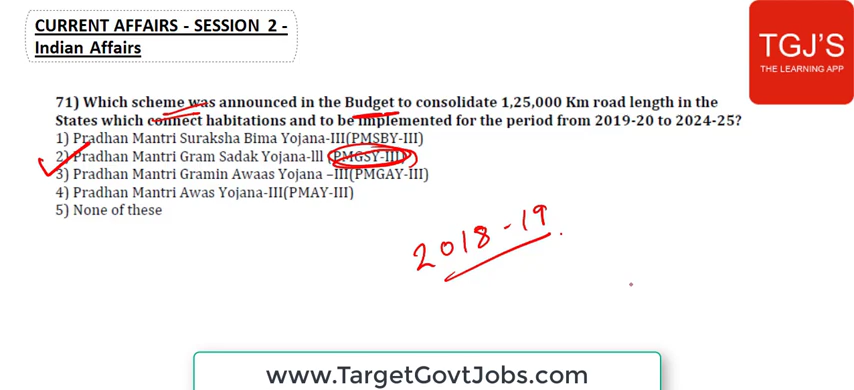 CURRENT AFFAIRS - SESSION 2 -
Indian Affairs
TGJ'S
THE LEARNING APP
71) Which scheme was announced in the Budget to consolidate 1,25,000 Km road length in the
States which connect habitations and to be implemented for the period from 2019-20 to 2024-25?
1) Pradhan Mantri Suraksha Bima Yojana-III(PMSBY-III)
2) Pradhan Mantri Gram Sadak Yojana-lll (PMGSY-III)
3) Pradhan Mantri Gramin Awaas Yojana –III(PMGAY-III)
4) Pradhan Mantri Awas Yojana-III(PMAY-III)
5) None of these
2018-19
www.TargetGovtJobs.com